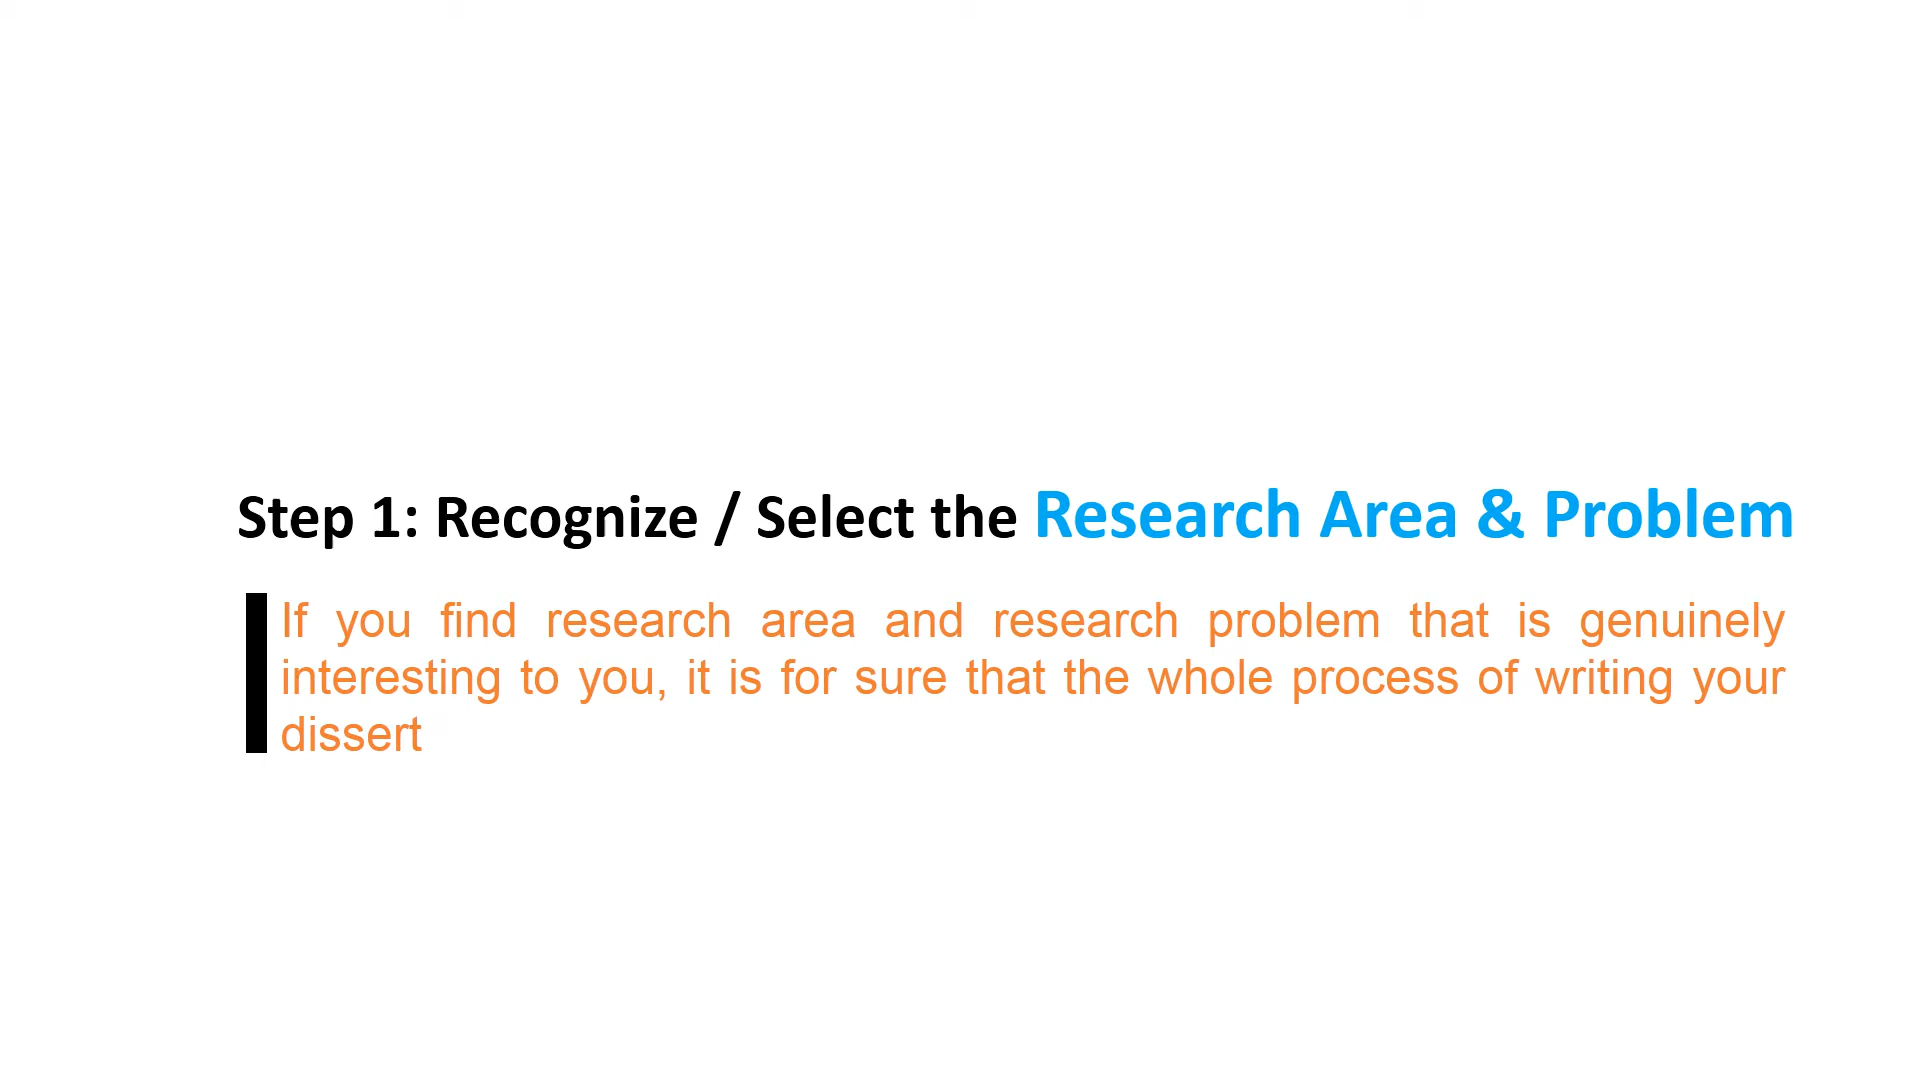 Step 1: Recognize / Select the Research Area & Problem
If you find research area and research problem that is genuinely
interesting to you, it is for sure that the whole process of writing your
dissert